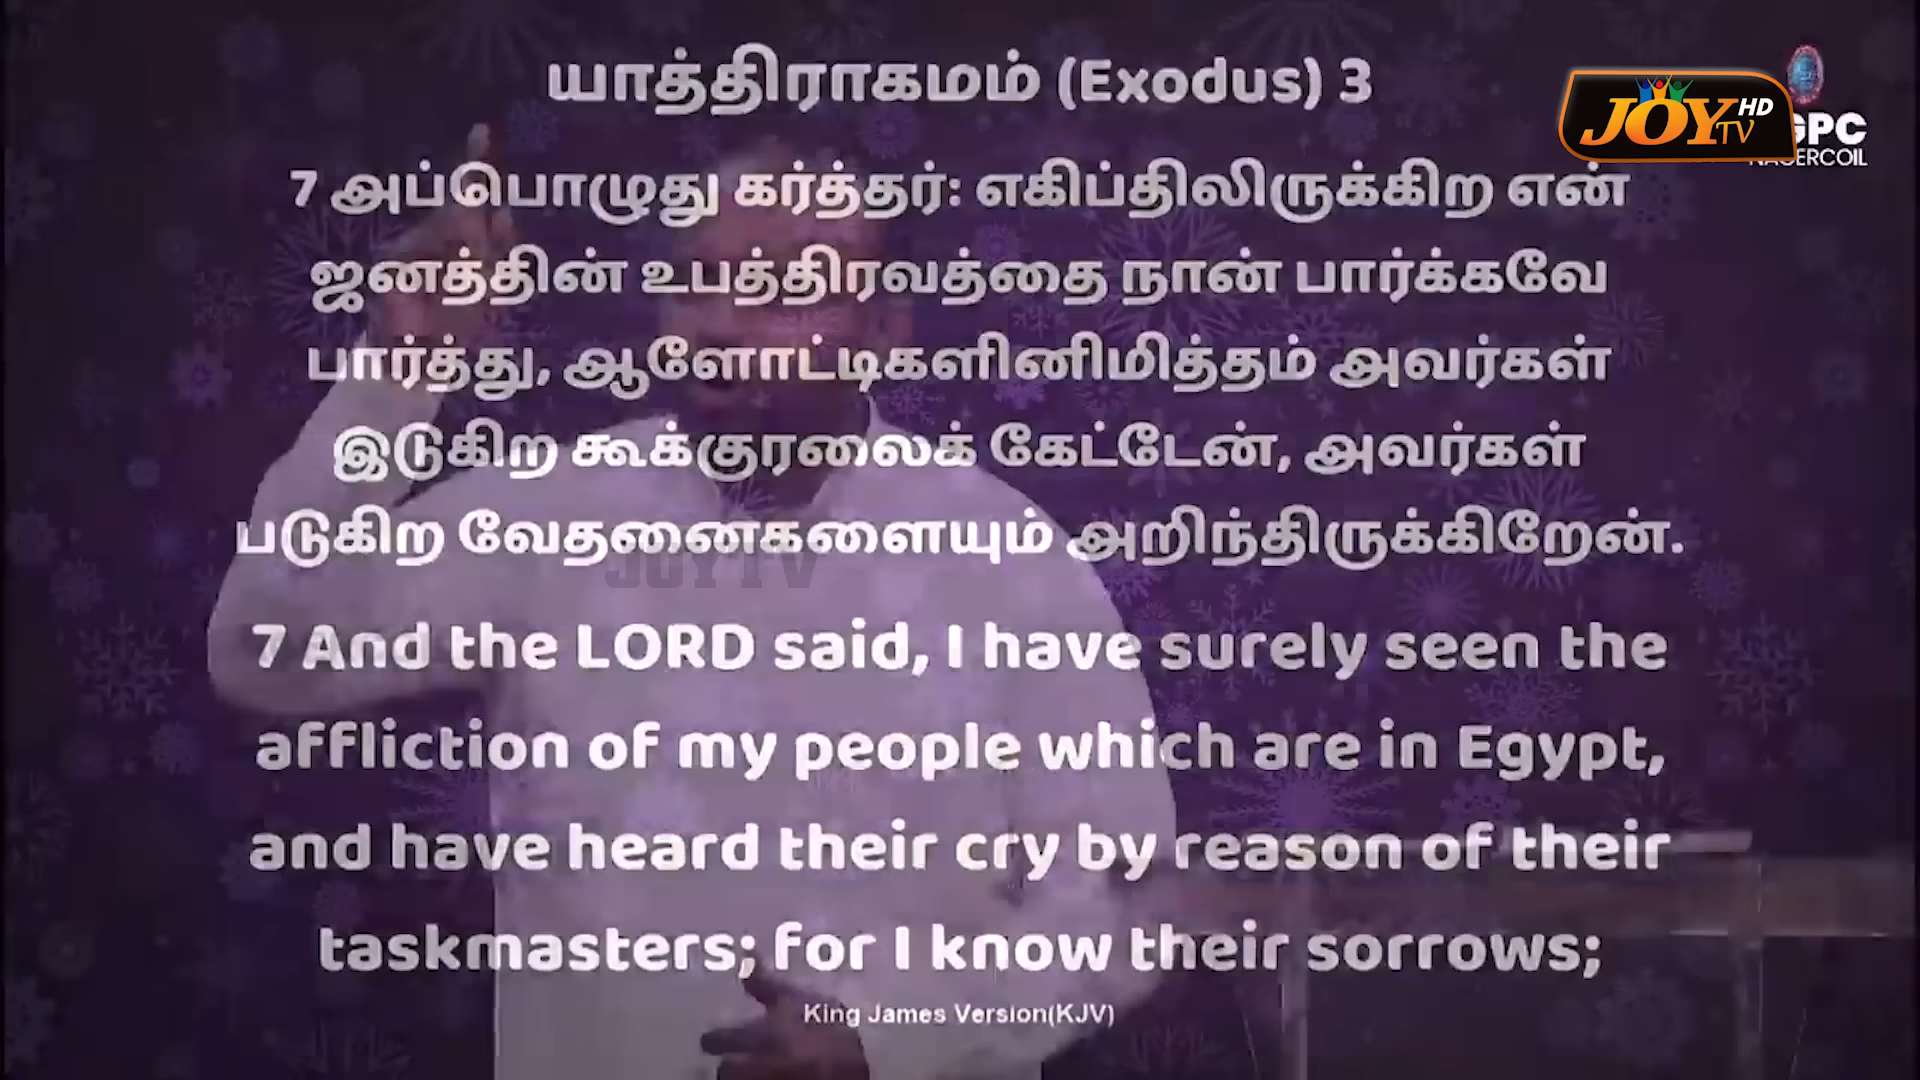 யாத்திராகமம் (Exodus) 3
JOY TV HD
GPC
NAGERCOIL
7 அப்பொழுது கர்த்தர்: எகிப்திலிருக்கிற என்
ஜனத்தின் உபத்திரவத்தை நான் பார்க்கவே
பார்த்து, ஆளோட்டிகளினிமித்தம் அவர்கள்
இடுகிற கூக்குரலைக் கேட்டேன், அவர்கள்
படுகிற வேதனைகளையும் அறிந்திருக்கிறேன்.
JOYTV
7 And the LORD said, I have surely seen the
affliction of my people which are in Egypt,
and have heard their cry by reason of their
taskmasters; for I know their sorrows;
King James Version(KJV)